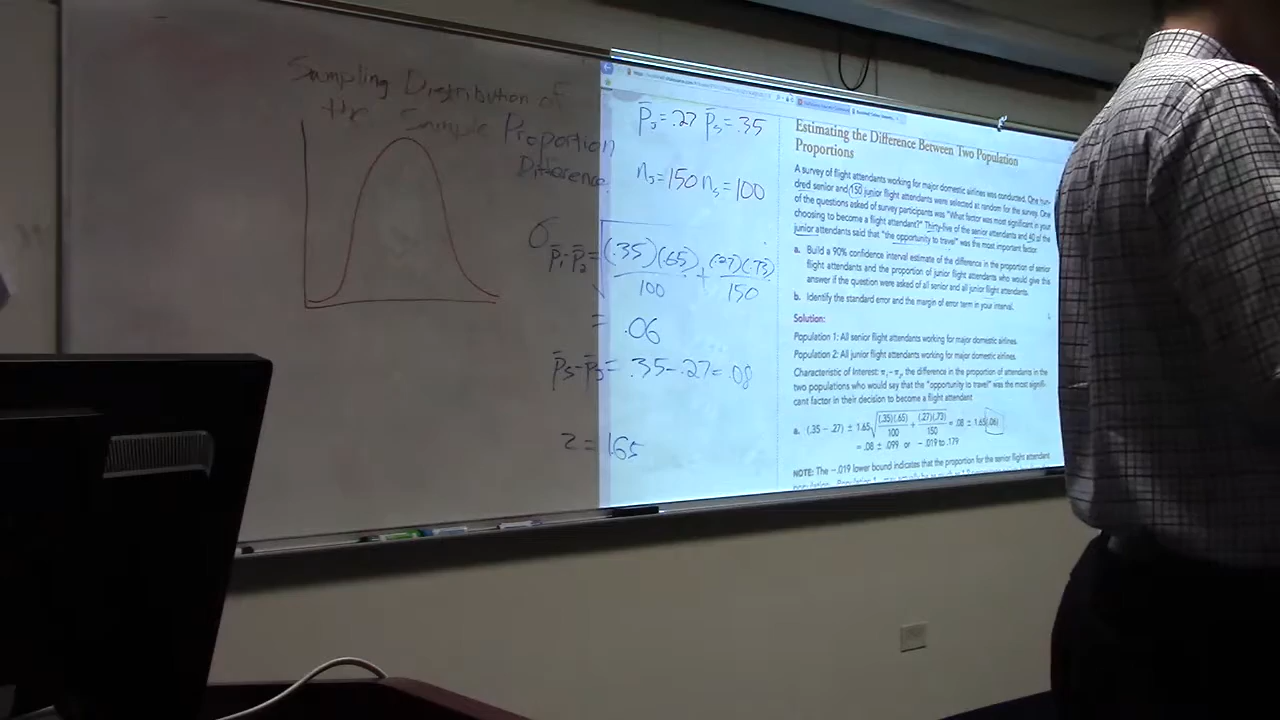 Sampling Distribution of
the Sample Proportion
Difference
p̄J = .27 p̄S = .35
nJ = 150 nS = 100
σp̄1-p̄2 = √((.35)(.65)/100 + (.27)(.73)/150)
= .06
p̄S - p̄J = .35 - .27 = .08
z = 1.65
Estimating the Difference Between Two Population
Proportions
A survey of flight attendants working for major domestic airlines was conducted. One hun-
dred senior and 150 junior flight attendants were selected at random for the survey. One
of the questions asked of survey participants was "What factor was most significant in your
choosing to become a flight attendant?" Thirty-five of the senior attendants and 40 of the
junior attendants said that "the opportunity to travel" was the most important factor.
a. Build a 90% confidence interval estimate of the difference in the proportion of senior
flight attendants and the proportion of junior flight attendants who would give this
answer if the question were asked of all senior and all junior flight attendants.
b. Identify the standard error and the margin of error term in your interval.
Solution:
Population 1: All senior flight attendants working for major domestic airlines.
Population 2: All junior flight attendants working for major domestic airlines.
Characteristic of Interest: π1 - π2, the difference in the proportion of attendants in the
two populations who would say that the "opportunity to travel" was the most signifi-
cant factor in their decision to become a flight attendant
a. (.35 - .27) ± 1.65√((.35)(.65)/100 + (.27)(.73)/150) = .08 ± 1.65(.06)
= .08 ± .099 or - .019 to .179
NOTE: The -.019 lower bound indicates that the proportion for the senior flight attendant